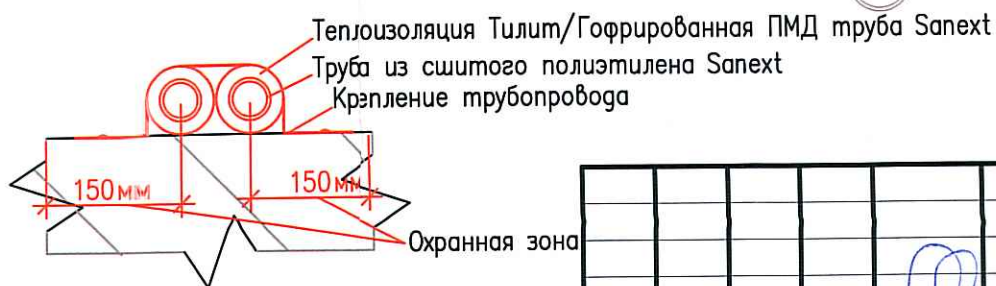 Теплоизоляция Тилит/Гофрированная ПМД труба Sanext
Труба из сшитого полиэтилена Sanext
Крепление трубопровода
150мм 150мм
Охранная зона